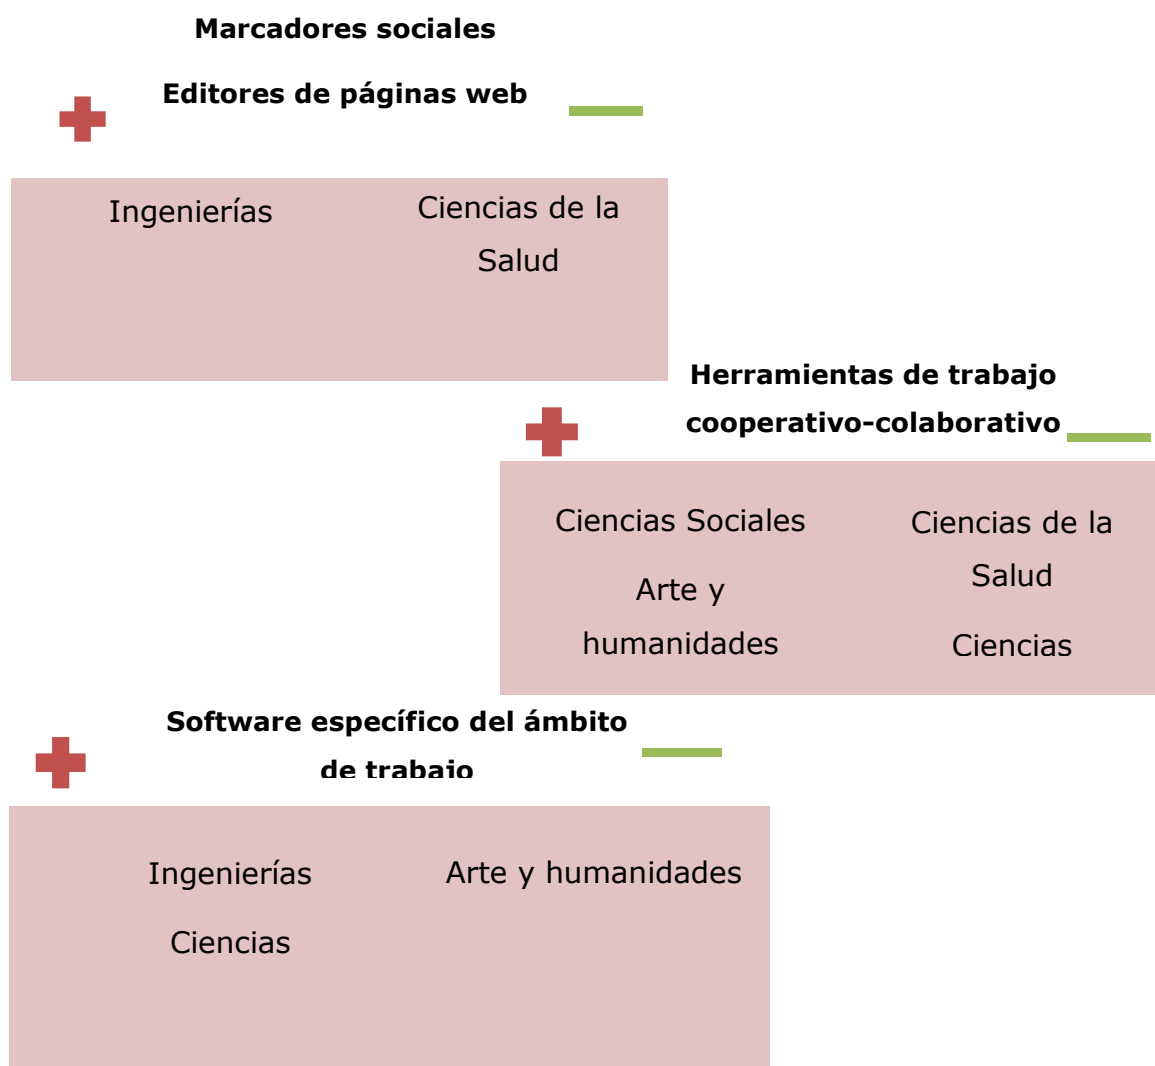 Marcadores sociales
Editores de páginas web
Ingenierías
Ciencias de la
Salud
Herramientas de trabajo
cooperativo-colaborativo
Ciencias Sociales
Arte y
humanidades
Ciencias de la
Salud
Ciencias
Software específico del ámbito
de trabajo
Ingenierías
Ciencias
Arte y humanidades